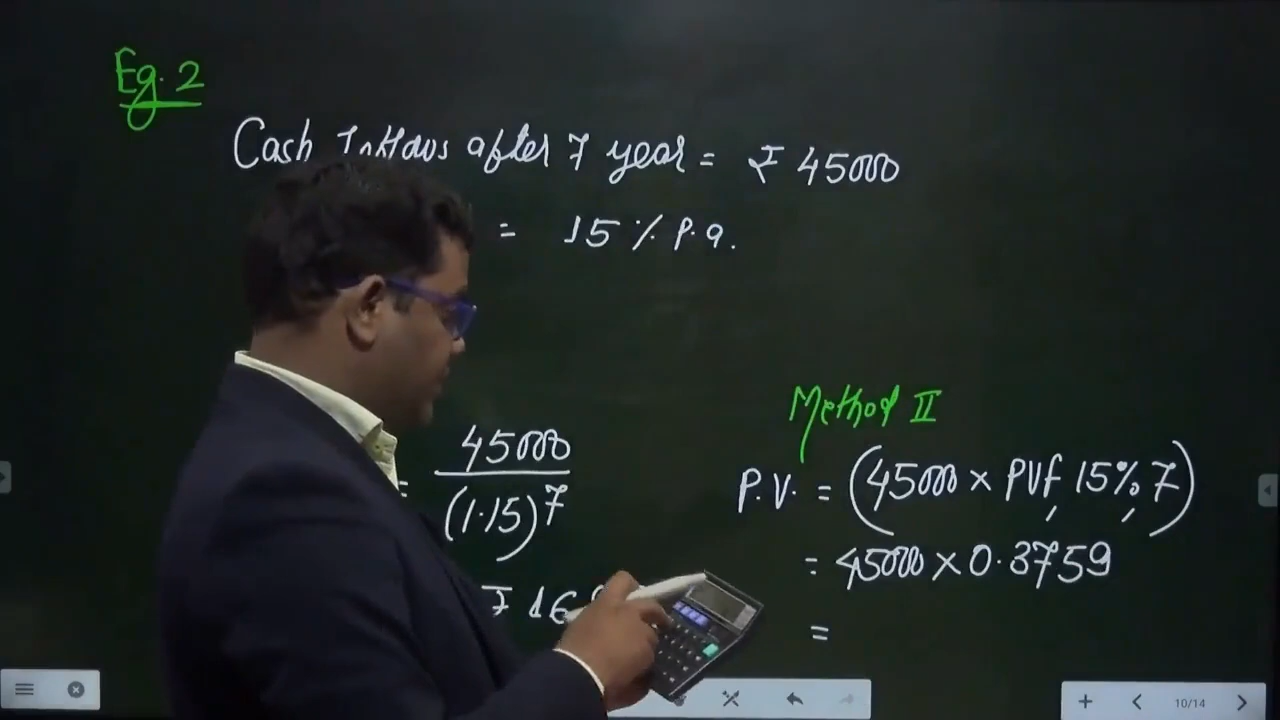 Eg. 2
Cash Inflows after 7 year = ₹ 45000
= 15 % P.a.
Method II
= 45000
(1.15)^7
P.V. = (45000 × PVf, 15%, 7)
= 45000 × 0.3759
₹ 16
=
10/14